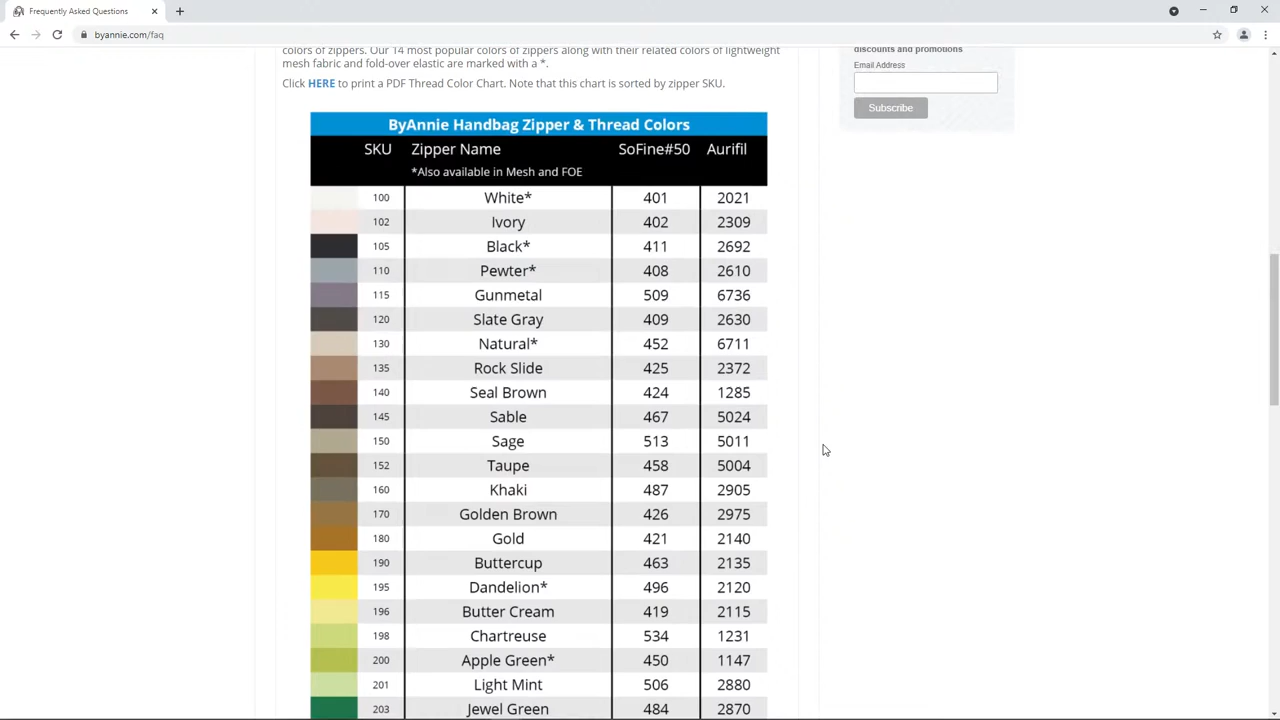 Frequently Asked Questions
byannie.com/faq
colors of zippers. Our 14 most popular colors of zippers along with their related colors of lightweight
mesh fabric and fold-over elastic are marked with a *.
Click HERE to print a PDF Thread Color Chart. Note that this chart is sorted by zipper SKU.
discounts and promotions
Email Address
Subscribe
ByAnnie Handbag Zipper & Thread Colors
SKU Zipper Name SoFine#50 Aurifil
*Also available in Mesh and FOE
100 White* 401 2021
102 Ivory 402 2309
105 Black* 411 2692
110 Pewter* 408 2610
115 Gunmetal 509 6736
120 Slate Gray 409 2630
130 Natural* 452 6711
135 Rock Slide 425 2372
140 Seal Brown 424 1285
145 Sable 467 5024
150 Sage 513 5011
152 Taupe 458 5004
160 Khaki 487 2905
170 Golden Brown 426 2975
180 Gold 421 2140
190 Buttercup 463 2135
195 Dandelion* 496 2120
196 Butter Cream 419 2115
198 Chartreuse 534 1231
200 Apple Green* 450 1147
201 Light Mint 506 2880
203 Jewel Green 484 2870